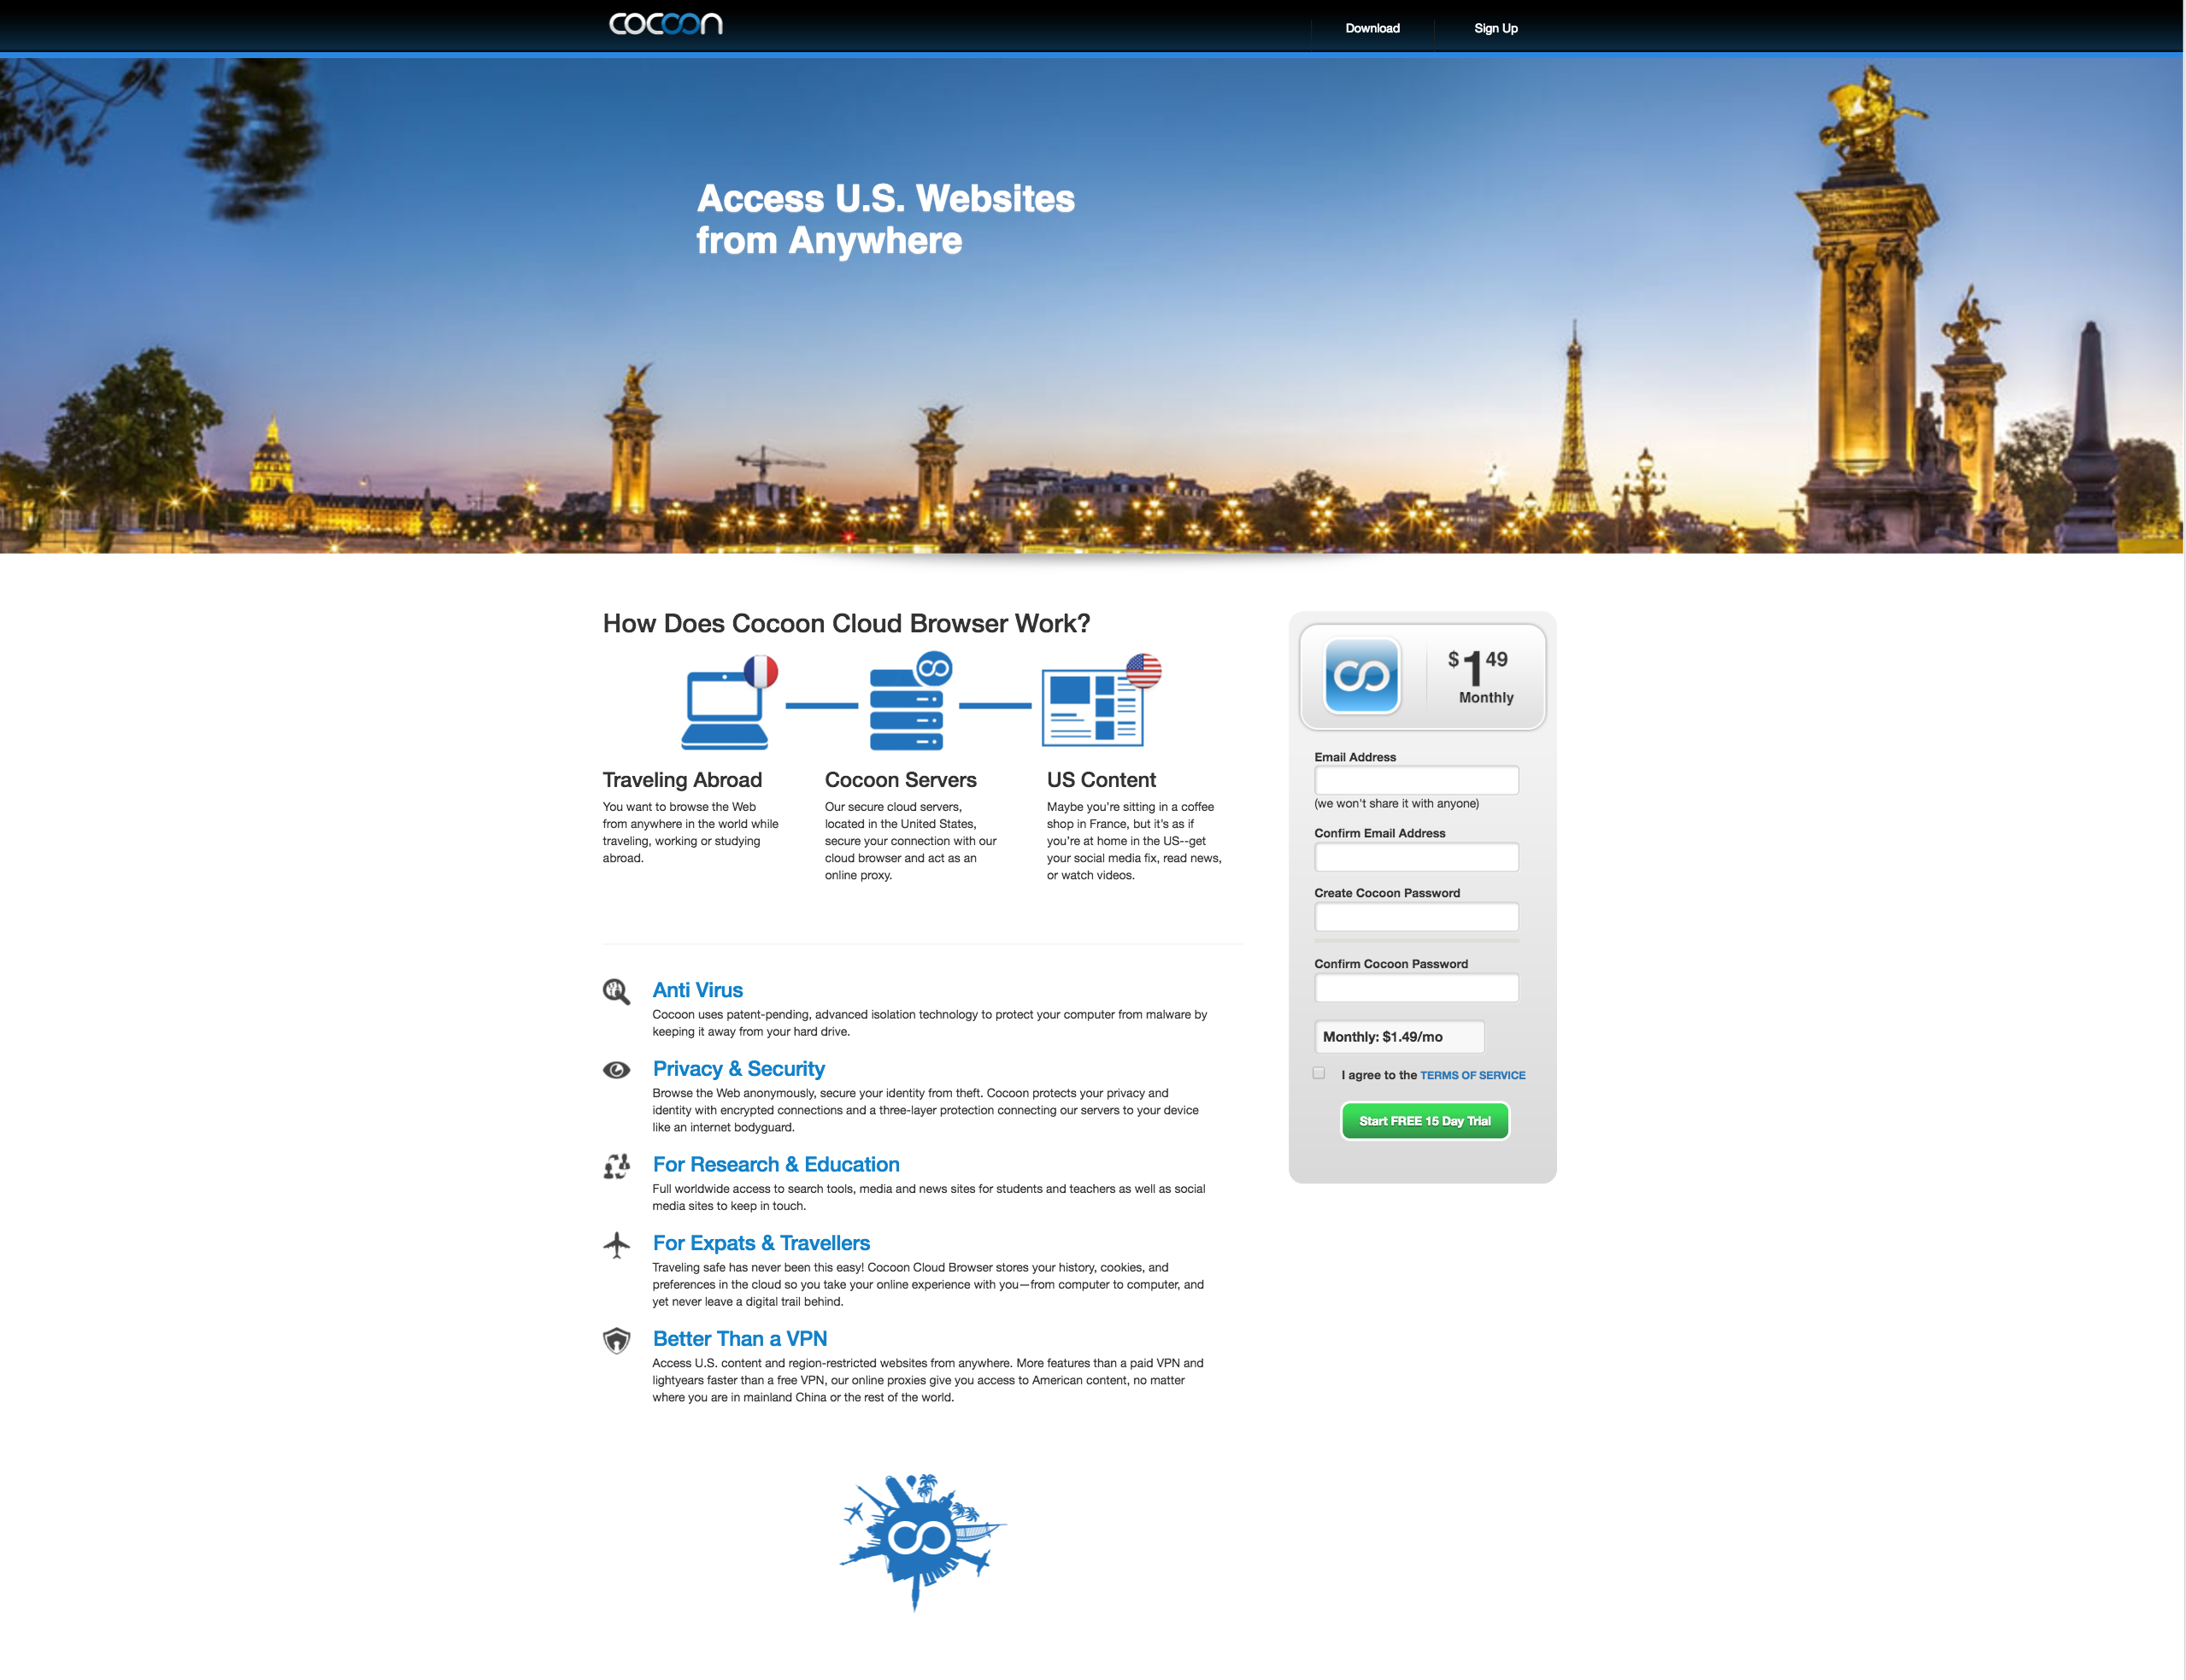 cocoon
Download
Sign Up
Access U.S. Websites
from Anywhere
How Does Cocoon Cloud Browser Work?
Traveling Abroad
You want to browse the Web
from anywhere in the world while
traveling, working or studying
abroad.
Cocoon Servers
Our secure cloud servers,
located in the United States,
secure your connection with our
cloud browser and act as an
online proxy.
US Content
Maybe you're sitting in a coffee
shop in France, but it's as if
you're at home in the US--get
your social media fix, read news,
or watch videos.
Anti Virus
Cocoon uses patent-pending, advanced isolation technology to protect your computer from malware by
keeping it away from your hard drive.
Privacy & Security
Browse the Web anonymously, secure your identity from theft. Cocoon protects your privacy and
identity with encrypted connections and a three-layer protection connecting our servers to your device
like an internet bodyguard.
For Research & Education
Full worldwide access to search tools, media and news sites for students and teachers as well as social
media sites to keep in touch.
For Expats & Travellers
Traveling safe has never been this easy! Cocoon Cloud Browser stores your history, cookies, and
preferences in the cloud so you take your online experience with you—from computer to computer, and
yet never leave a digital trail behind.
Better Than a VPN
Access U.S. content and region-restricted websites from anywhere. More features than a paid VPN and
lightyears faster than a free VPN, our online proxies give you access to American content, no matter
where you are in mainland China or the rest of the world.
$1 49
Monthly
Email Address
(we won't share it with anyone)
Confirm Email Address
Create Cocoon Password
Confirm Cocoon Password
Monthly: $1.49/mo
I agree to the TERMS OF SERVICE
Start FREE 15 Day Trial